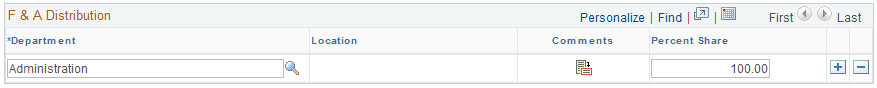 F & A Distribution
Personalize | Find | | First Last
*Department Location Comments Percent Share
Administration 100.00